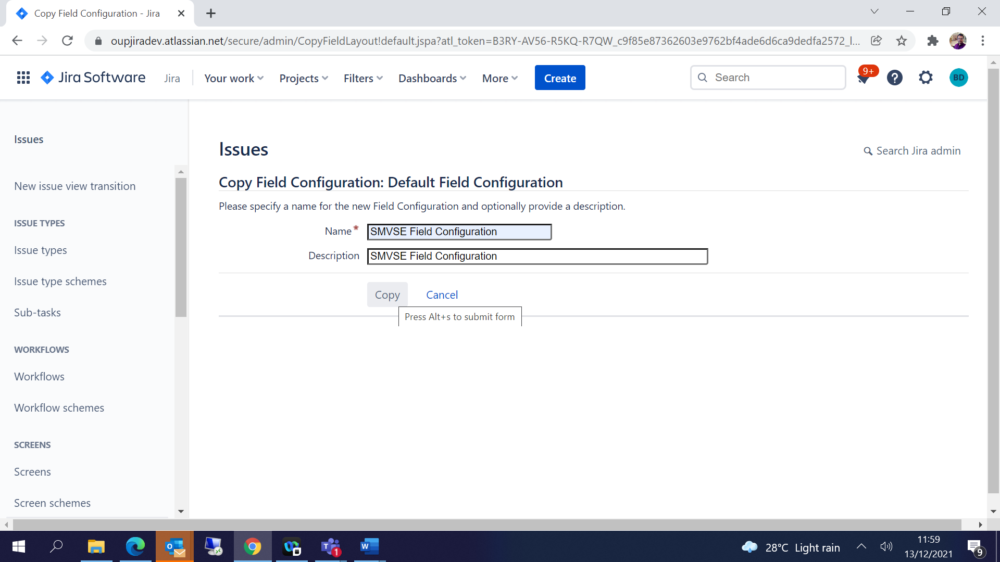 Copy Field Configuration - Jira
oupjiradev.atlassian.net/secure/admin/CopyFieldLayout!default.jspa?atl_token=B3RY-AV56-R5KQ-R7QW_c9f85e87362603e9762bf4ade6d6ca9dedfa2572_l...
Jira Software Jira Your work Projects Filters Dashboards More Create Search 9+ ? BD
Issues
New issue view transition
ISSUE TYPES
Issue types
Issue type schemes
Sub-tasks
WORKFLOWS
Workflows
Workflow schemes
SCREENS
Screens
Screen schemes
Issues
Search Jira admin
Copy Field Configuration: Default Field Configuration
Please specify a name for the new Field Configuration and optionally provide a description.
Name* SMVSE Field Configuration
Description SMVSE Field Configuration
Copy Cancel
Press Alt+s to submit form
28°C Light rain
11:59
13/12/2021
9
1